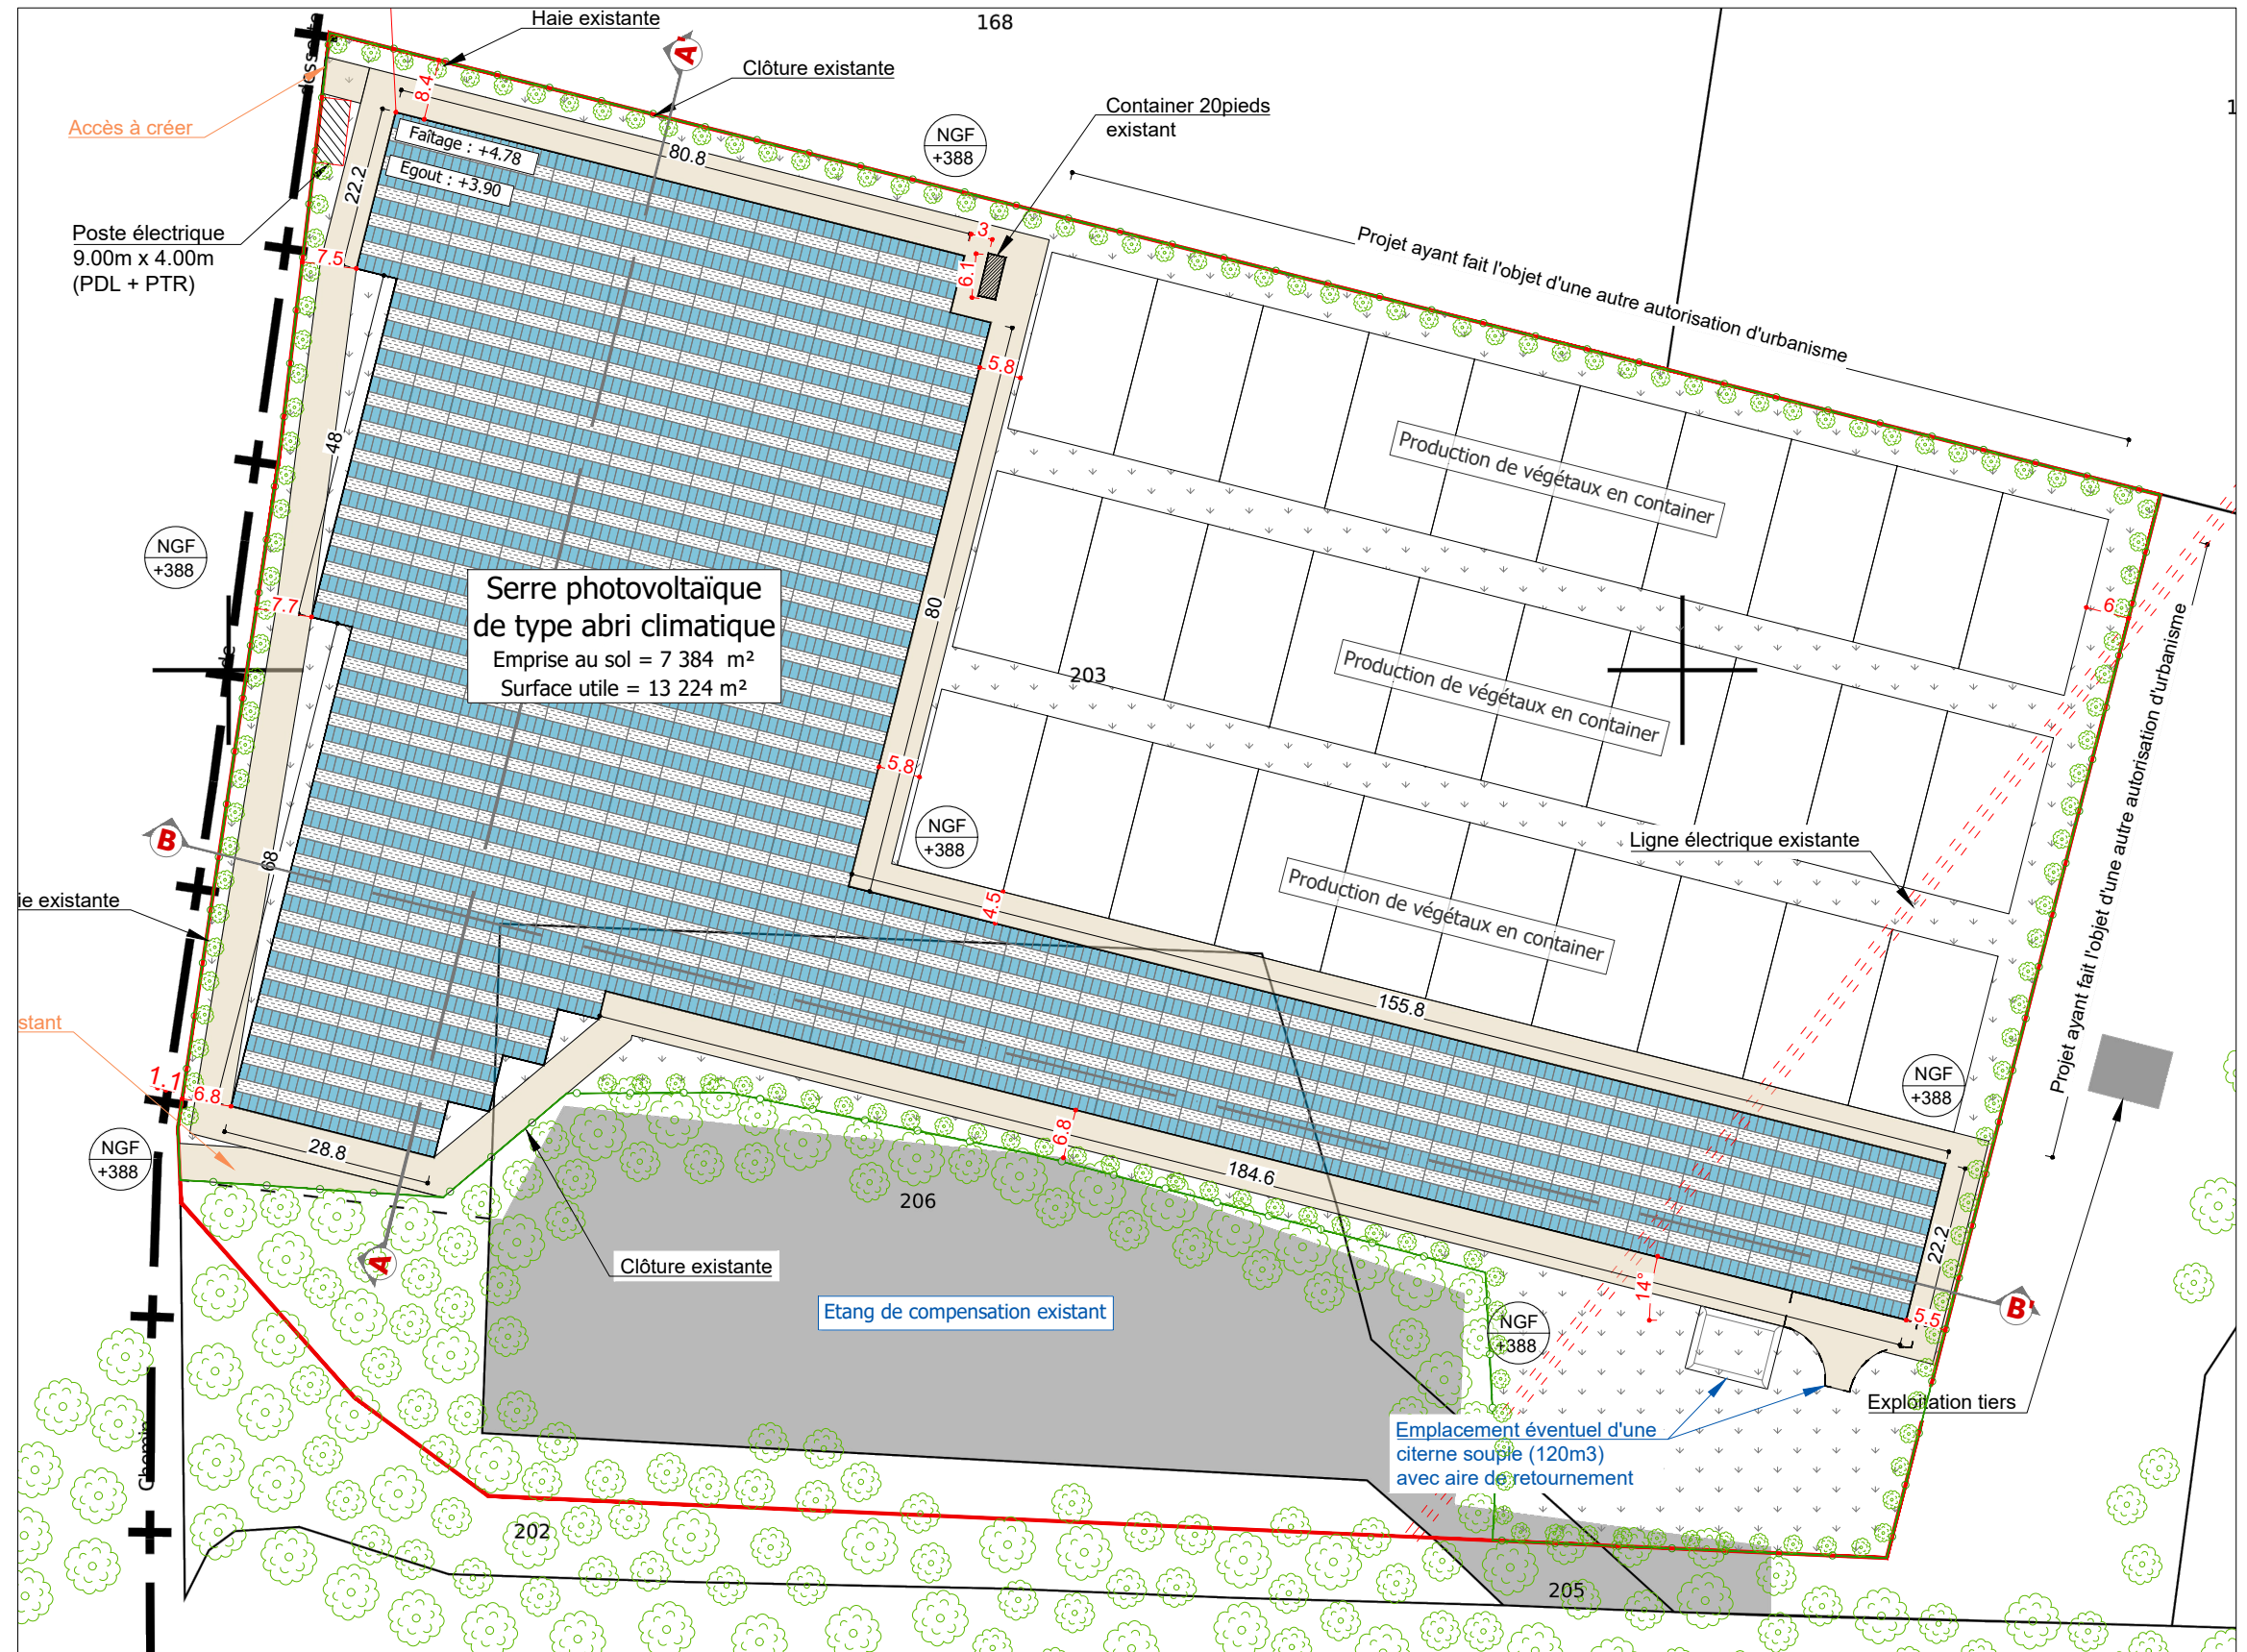 Haie existante
168
Clôture existante
Container 20pieds
existant
NGF
+388
Accès à créer
8.4
A'
Faîtage : +4.78
Egout : +3.90
80.8
22.2
3
6.1
Poste électrique
9.00m x 4.00m
(PDL + PTR)
7.5
Projet ayant fait l'objet d'une autre autorisation d'urbanisme
5.8
48
Production de végétaux en container
NGF
+388
Serre photovoltaïque
de type abri climatique
Emprise au sol = 7 384 m²
Surface utile = 13 224 m²
7.7
80
6
203
Production de végétaux en container
de
Projet ayant fait l'objet d'une autre autorisation d'urbanisme
5.8
NGF
+388
B
68
Ligne électrique existante
Production de végétaux en container
ie existante
4.5
155.8
stant
1.1
6.8
28.8
NGF
+388
NGF
+388
6.8
184.6
206
22.2
A
Clôture existante
Etang de compensation existant
14°
NGF
+388
5.5
B'
Exploitation tiers
Emplacement éventuel d'une
citerne souple (120m3)
avec aire de retournement
Chemin
202
205